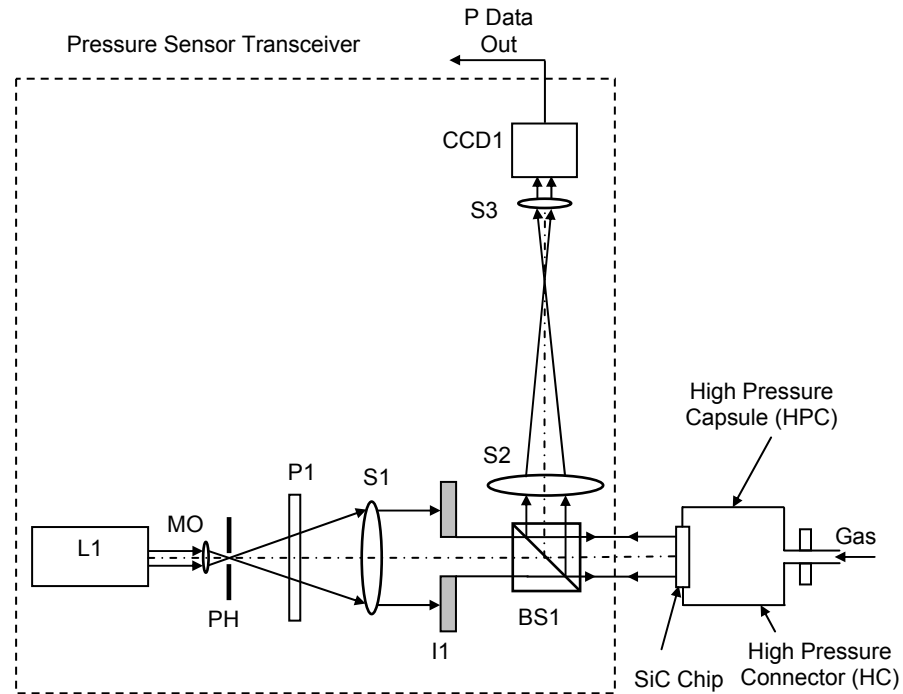 P Data
Out
Pressure Sensor Transceiver
CCD1
S3
High Pressure
Capsule (HPC)
S2
P1
S1
MO
L1
Gas
PH
I1
BS1
SiC Chip
High Pressure
Connector (HC)